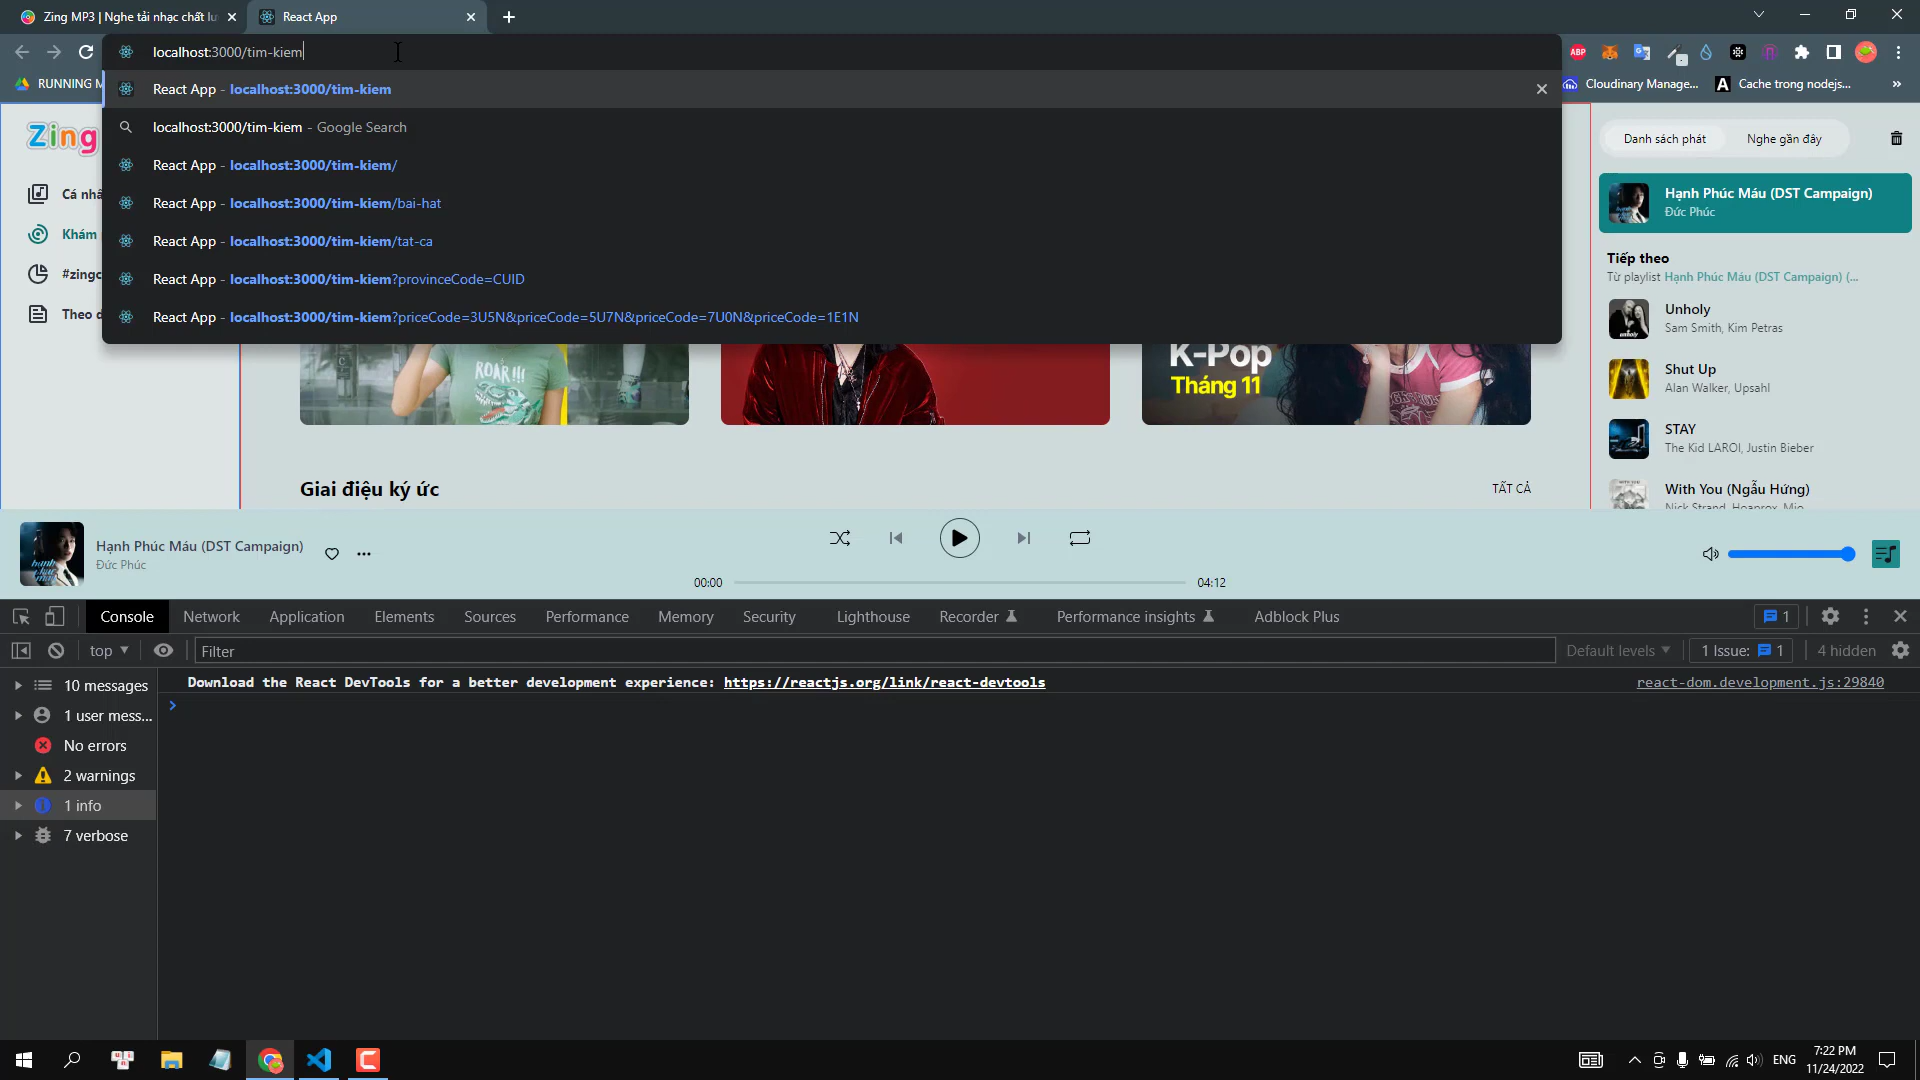 Zing MP3 | Nghe tải nhạc chất lư
React App
localhost:3000/tim-kiem
React App - localhost:3000/tim-kiem
localhost:3000/tim-kiem - Google Search
React App - localhost:3000/tim-kiem/
React App - localhost:3000/tim-kiem/bai-hat
React App - localhost:3000/tim-kiem/tat-ca
React App - localhost:3000/tim-kiem?provinceCode=CUID
React App - localhost:3000/tim-kiem?priceCode=3U5N&priceCode=5U7N&priceCode=7U0N&priceCode=1E1N
ABP
RUNNING M
Cloudinary Manage...
A
Cache trong nodejs...
»
Zing
Cá nhâ
Khám
#zingc
Theo d
ROAR!!!
K-Pop
Tháng 11
Giai điệu ký ức
TẤT CẢ
Danh sách phát
Nghe gần đây
Hạnh Phúc Máu (DST Campaign)
Đức Phúc
Tiếp theo
Từ playlist Hạnh Phúc Máu (DST Campaign) (...
Unholy
Sam Smith, Kim Petras
Shut Up
Alan Walker, Upsahl
STAY
The Kid LAROI, Justin Bieber
With You (Ngẫu Hứng)
Nick Strand, Hoaprox, Mio
Hạnh Phúc Máu (DST Campaign)
Đức Phúc
00:00
04:12
Console
Network
Application
Elements
Sources
Performance
Memory
Security
Lighthouse
Recorder
Performance insights
Adblock Plus
1
top
Filter
Default levels
1 Issue: 1
4 hidden
10 messages
1 user mess...
No errors
2 warnings
1 info
7 verbose
Download the React DevTools for a better development experience: https://reactjs.org/link/react-devtools
react-dom.development.js:29840
ENG
7:22 PM
11/24/2022